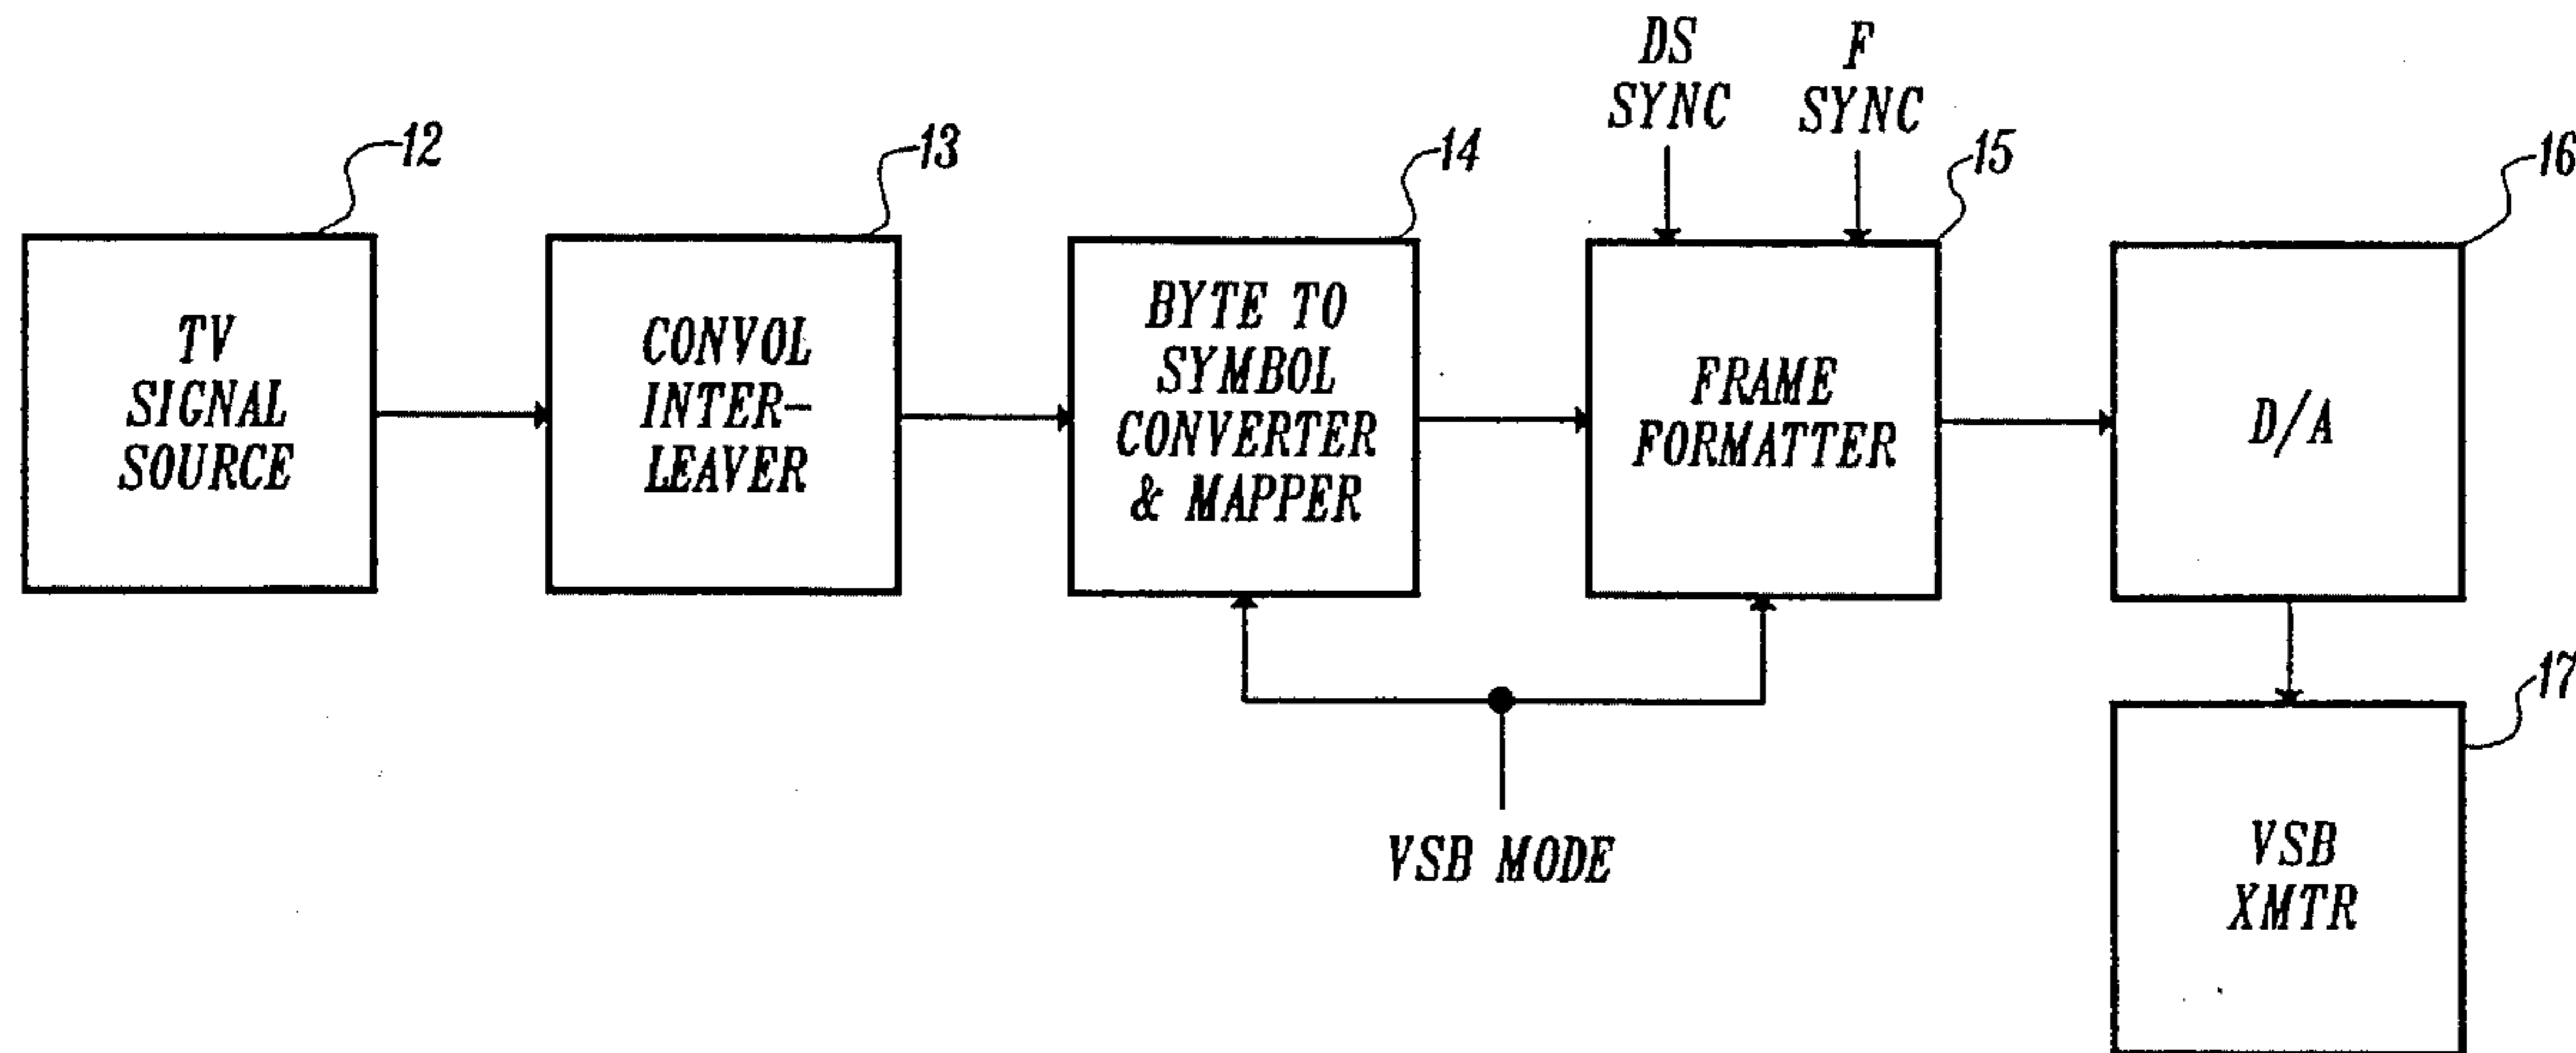 DS
SYNC
F
SYNC
12
13
14
15
16
TV
SIGNAL
SOURCE
CONVOL
INTER-
LEAVER
BYTE TO
SYMBOL
CONVERTER
& MAPPER
FRAME
FORMATTER
D/A
17
VSB MODE
VSB
XMTR